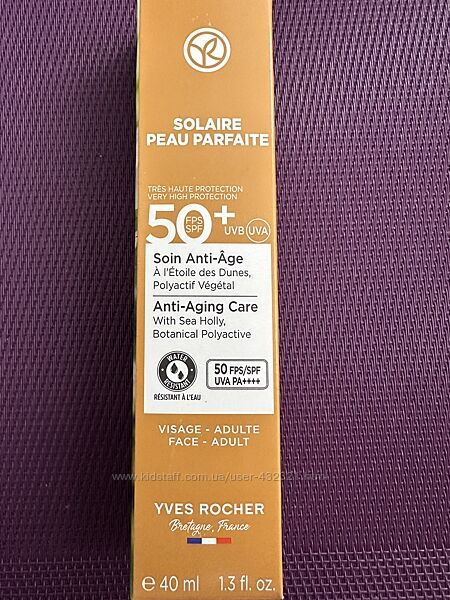 SOLAIRE
PEAU PARFAITE
TRÈS HAUTE PROTECTION
VERY HIGH PROTECTION
50+ FPS SPF UVB UVA
Soin Anti-Âge
À l'Étoile des Dunes,
Polyactif Végétal
Anti-Aging Care
With Sea Holly,
Botanical Polyactive
WATER RESISTANT
RÉSISTANT À L'EAU
50 FPS/SPF
UVA PA++++
VISAGE - ADULTE
FACE - ADULT
YVES ROCHER
Bretagne, France
e 40 ml 1.3 fl. oz.